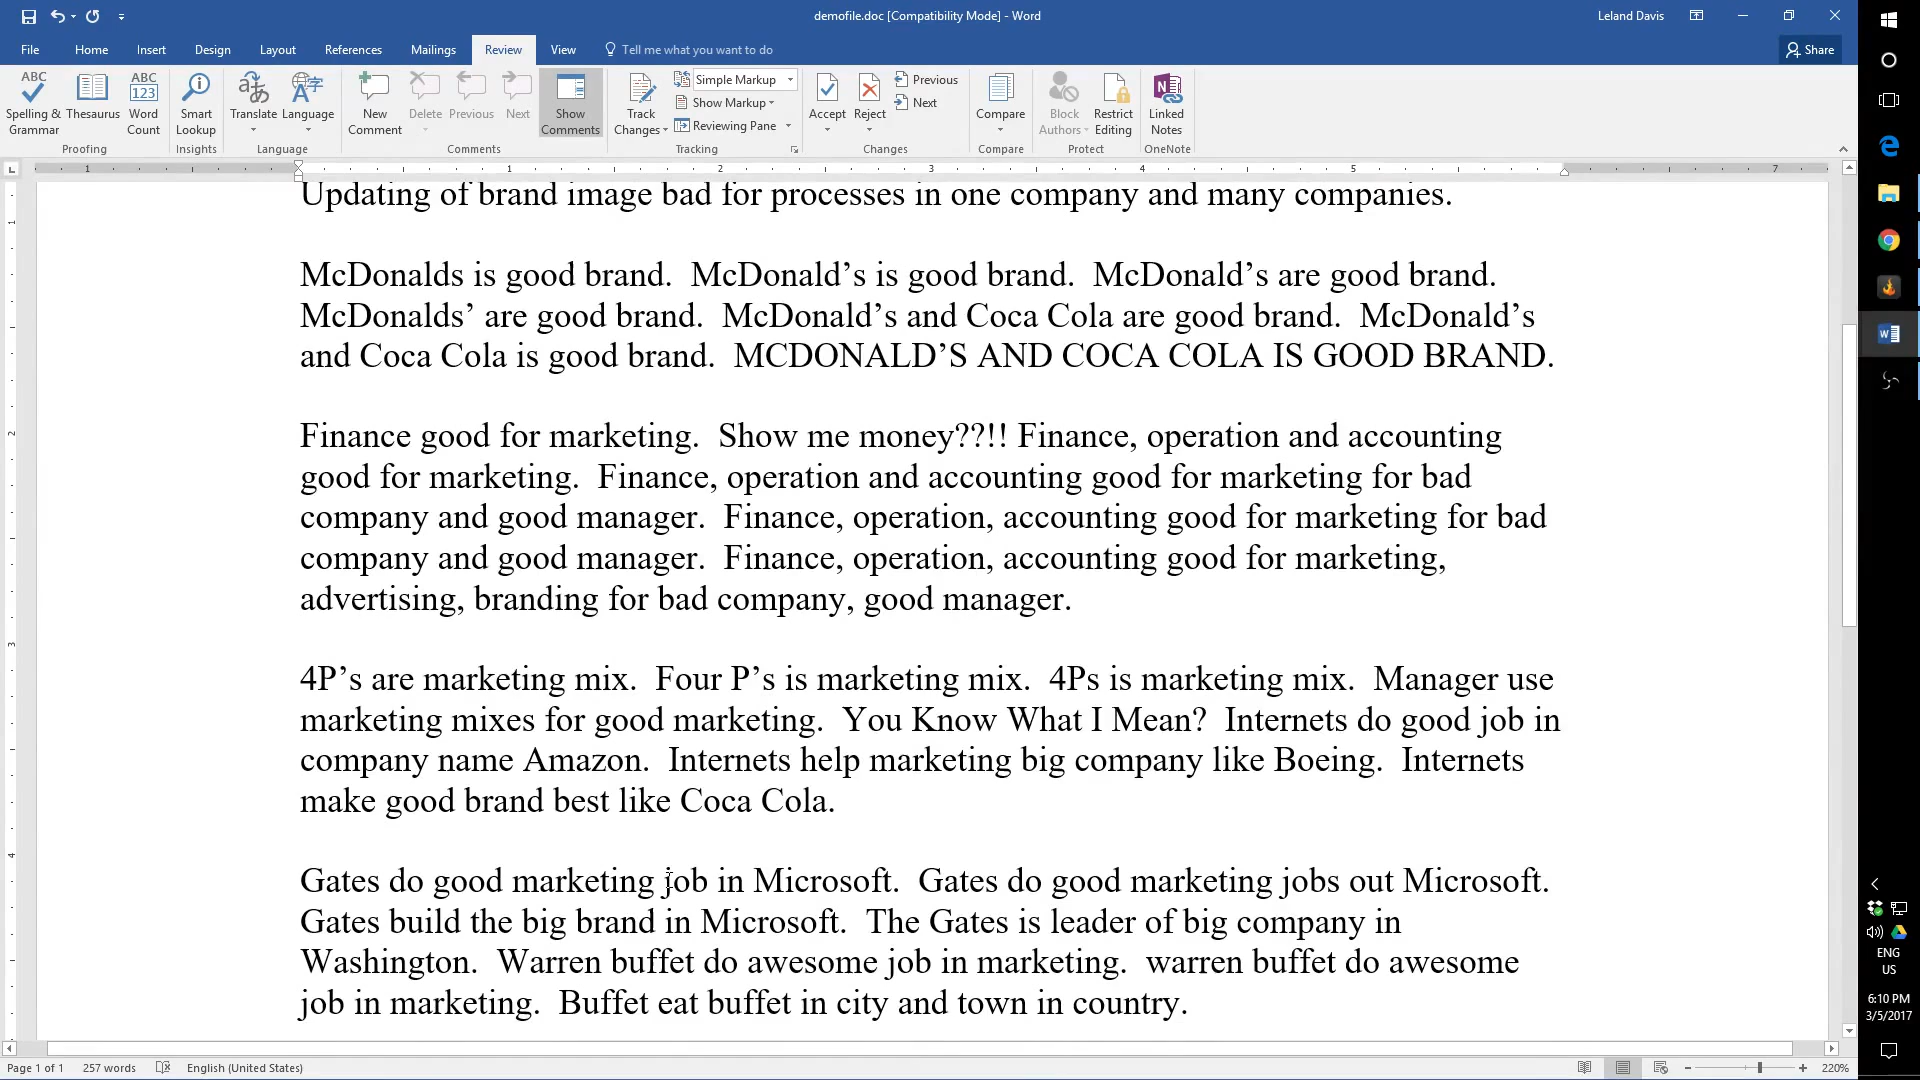 demofile.doc [Compatibility Mode] - Word
Leland Davis
File Home Insert Design Layout References Mailings Review View Tell me what you want to do Share
ABC Spelling & Grammar
Thesaurus
ABC 123 Word Count
Smart Lookup
Translate
Language
New Comment
Delete
Previous
Next
Show Comments
Track Changes
Simple Markup
Show Markup
Reviewing Pane
Accept
Reject
Previous
Next
Compare
Block Authors
Restrict Editing
Linked Notes
Proofing Insights Language Comments Tracking Changes Compare Protect OneNote
L 1 1 2 3 4 5 7
Updating of brand image bad for processes in one company and many companies.
McDonalds is good brand.  McDonald’s is good brand.  McDonald’s are good brand.
McDonalds’ are good brand.  McDonald’s and Coca Cola are good brand.  McDonald’s
and Coca Cola is good brand.  MCDONALD’S AND COCA COLA IS GOOD BRAND.
Finance good for marketing.  Show me money??!! Finance, operation and accounting
good for marketing.  Finance, operation and accounting good for marketing for bad
company and good manager.  Finance, operation, accounting good for marketing for bad
company and good manager.  Finance, operation, accounting good for marketing,
advertising, branding for bad company, good manager.
4P’s are marketing mix.  Four P’s is marketing mix.  4Ps is marketing mix.  Manager use
marketing mixes for good marketing.  You Know What I Mean?  Internets do good job in
company name Amazon.  Internets help marketing big company like Boeing.  Internets
make good brand best like Coca Cola.
Gates do good marketing job in Microsoft.  Gates do good marketing jobs out Microsoft.
Gates build the big brand in Microsoft.  The Gates is leader of big company in
Washington.  Warren buffet do awesome job in marketing.  warren buffet do awesome
job in marketing.  Buffet eat buffet in city and town in country.
1
2
3
4
Page 1 of 1 257 words English (United States) 220%
ENG
US
6:10 PM
3/5/2017